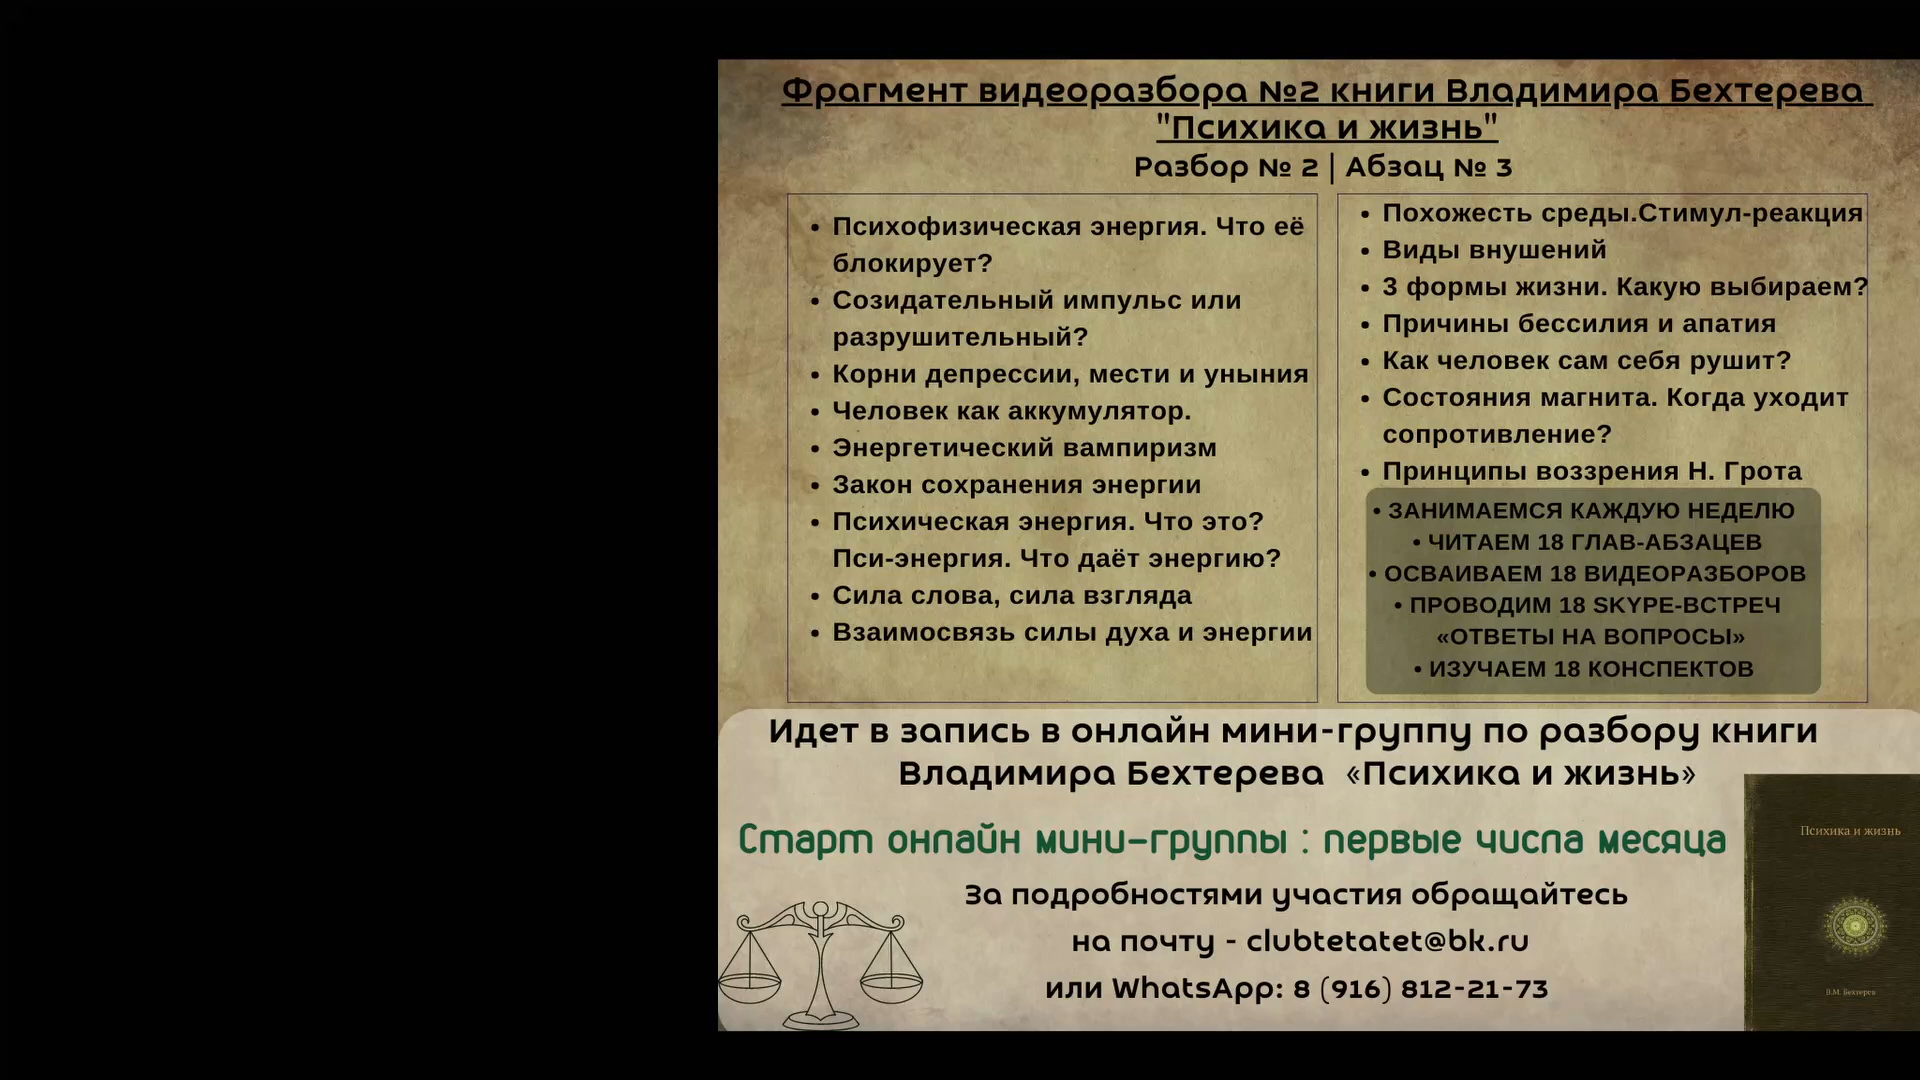 Фрагмент видеоразбора №2 книги Владимира Бехтерева
"Психика и жизнь"
Разбор № 2 | Абзац № 3
• Психофизическая энергия. Что её
блокирует?
• Созидательный импульс или
разрушительный?
• Корни депрессии, мести и уныния
• Человек как аккумулятор.
• Энергетический вампиризм
• Закон сохранения энергии
• Психическая энергия. Что это?
Пси-энергия. Что даёт энергию?
• Сила слова, сила взгляда
• Взаимосвязь силы духа и энергии
• Похожесть среды.Стимул-реакция
• Виды внушений
• 3 формы жизни. Какую выбираем?
• Причины бессилия и апатия
• Как человек сам себя рушит?
• Состояния магнита. Когда уходит
сопротивление?
• Принципы воззрения Н. Грота
• ЗАНИМАЕМСЯ КАЖДУЮ НЕДЕЛЮ
• ЧИТАЕМ 18 ГЛАВ-АБЗАЦЕВ
• ОСВАИВАЕМ 18 ВИДЕОРАЗБОРОВ
• ПРОВОДИМ 18 SKYPE-ВСТРЕЧ
«ОТВЕТЫ НА ВОПРОСЫ»
• ИЗУЧАЕМ 18 КОНСПЕКТОВ
Идет в запись в онлайн мини-группу по разбору книги
Владимира Бехтерева «Психика и жизнь»
Старт онлайн мини-группы : первые числа месяца
За подробностями участия обращайтесь
на почту - clubtetatet@bk.ru
или WhatsApp: 8 (916) 812-21-73
Психика и жизнь
В.М. Бехтерев